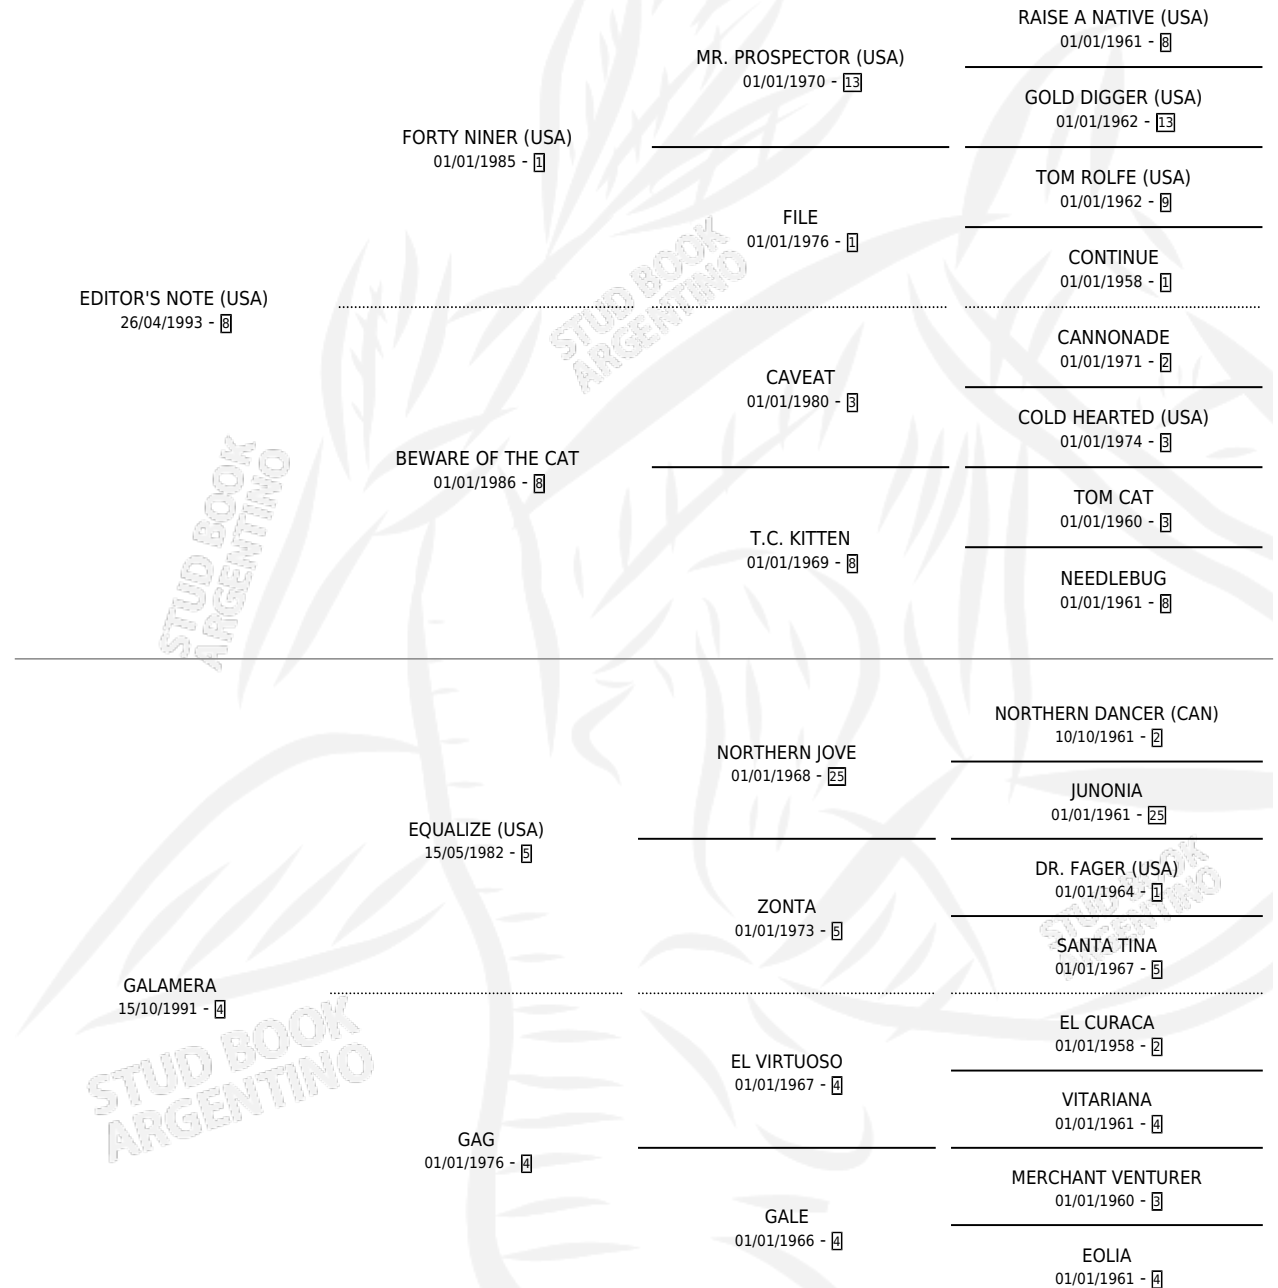 RAISE A NATIVE (USA)
01/01/1961 - 8
MR. PROSPECTOR (USA)
01/01/1970 - 13
GOLD DIGGER (USA)
01/01/1962 - 13
FORTY NINER (USA)
01/01/1985 - 1
TOM ROLFE (USA)
01/01/1962 - 9
FILE
01/01/1976 - 1
CONTINUE
01/01/1958 - 1
EDITOR'S NOTE (USA)
26/04/1993 - 8
CANNONADE
01/01/1971 - 2
CAVEAT
01/01/1980 - 3
COLD HEARTED (USA)
01/01/1974 - 3
BEWARE OF THE CAT
01/01/1986 - 8
TOM CAT
01/01/1960 - 3
T.C. KITTEN
01/01/1969 - 8
NEEDLEBUG
01/01/1961 - 8
STUD BOOK
ARGENTINO
STUD BOOK
ARGENTINO
NORTHERN DANCER (CAN)
10/10/1961 - 2
NORTHERN JOVE
01/01/1968 - 25
JUNONIA
01/01/1961 - 25
EQUALIZE (USA)
15/05/1982 - 5
DR. FAGER (USA)
01/01/1964 - 1
ZONTA
01/01/1973 - 5
SANTA TINA
01/01/1967 - 5
STUD BOOK
ARGENTINO
GALAMERA
15/10/1991 - 4
EL CURACA
01/01/1958 - 2
EL VIRTUOSO
01/01/1967 - 4
VITARIANA
01/01/1961 - 4
STUD BOOK
ARGENTINO
GAG
01/01/1976 - 4
MERCHANT VENTURER
01/01/1960 - 3
GALE
01/01/1966 - 4
EOLIA
01/01/1961 - 4